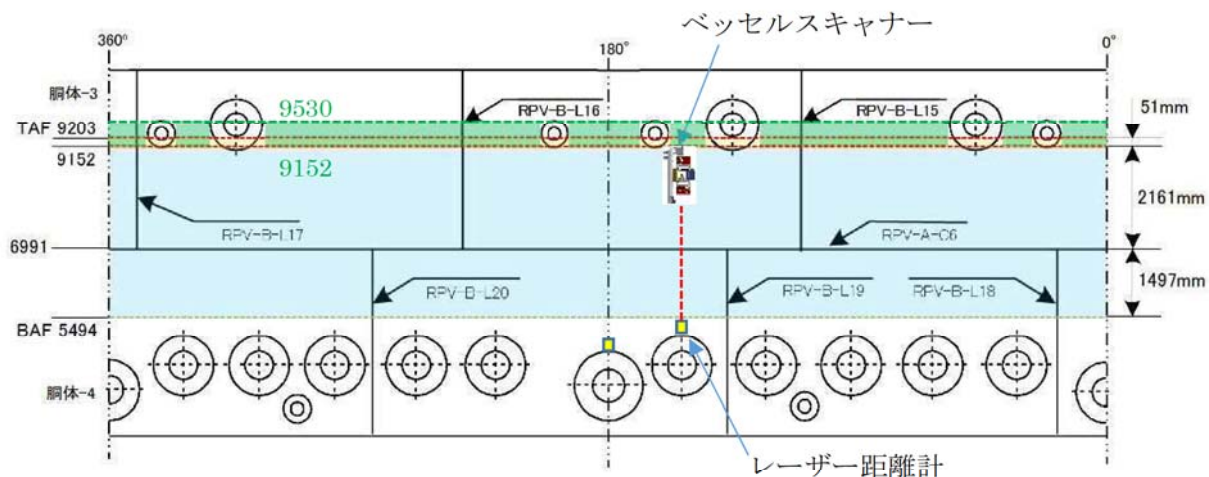 ベッセルスキャナー
360°
180°
0°
胴体-3
9530
RPV-B-L16
RPV-B-L15
51mm
TAF 9203
9152
9152
2161mm
RPV-B-L17
RPV-A-C6
6991
RPV-B-L20
RPV-B-L19
RPV-B-L18
1497mm
BAF 5494
胴体-4
レーザー距離計